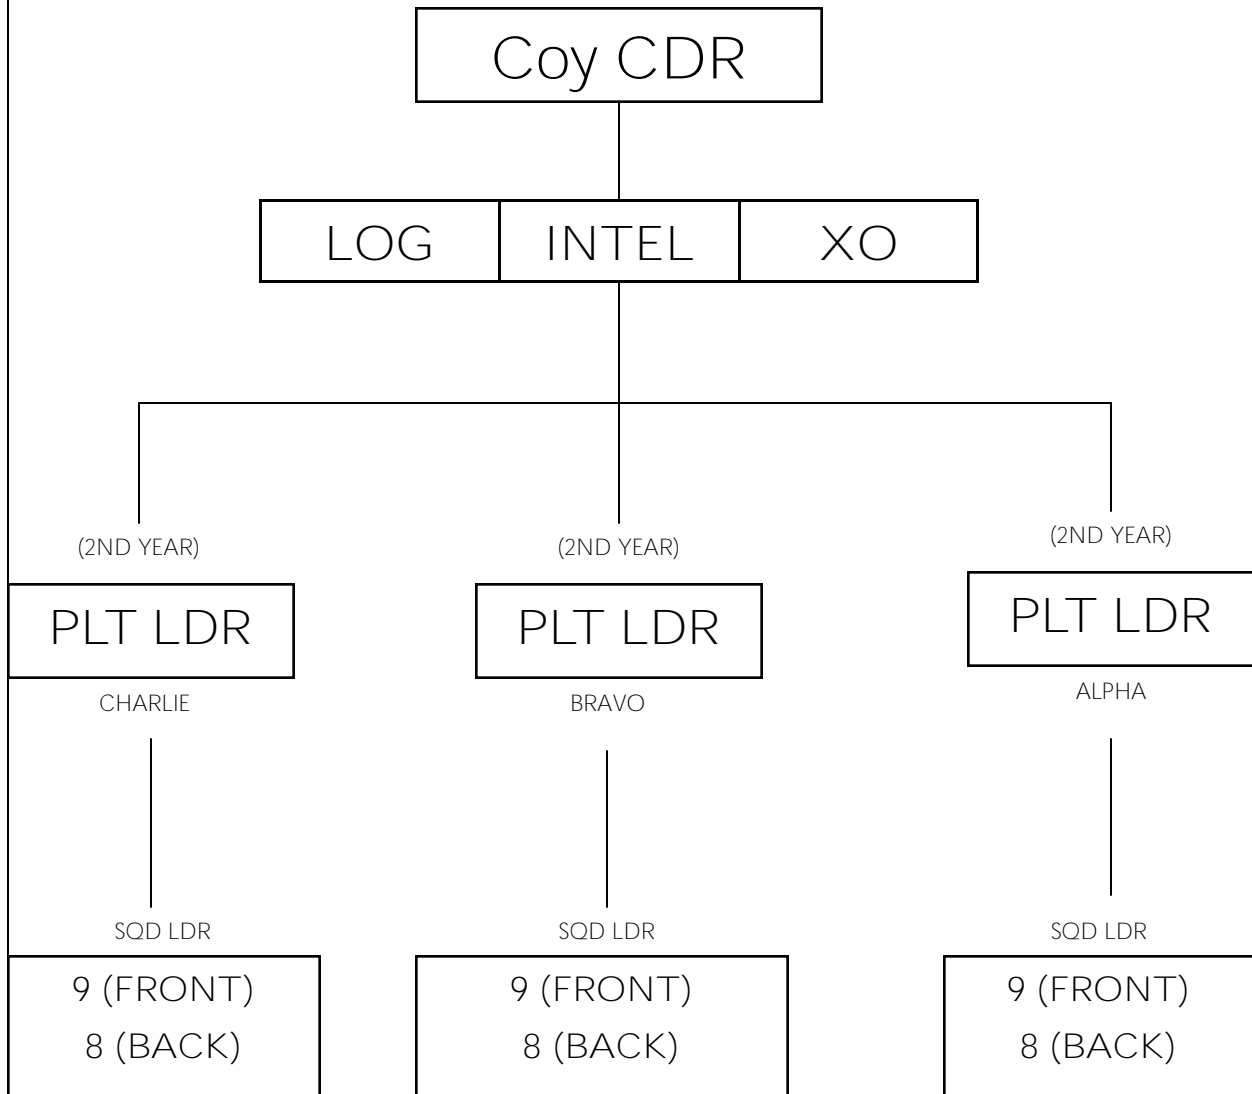 Coy CDR
LOG INTEL XO
(2ND YEAR) (2ND YEAR) (2ND YEAR)
PLT LDR PLT LDR PLT LDR
CHARLIE BRAVO ALPHA
SQD LDR SQD LDR SQD LDR
9 (FRONT) 9 (FRONT) 9 (FRONT)
8 (BACK) 8 (BACK) 8 (BACK)